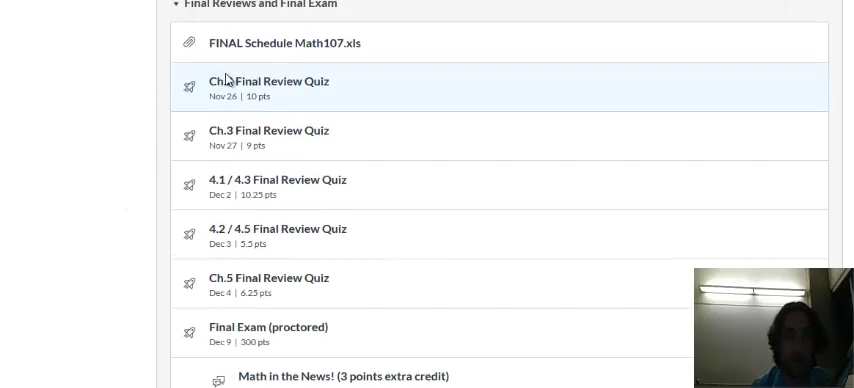 Final Reviews and Final Exam
FINAL Schedule Math107.xls
Ch. Final Review Quiz
Nov 26 | 10 pts
Ch.3 Final Review Quiz
Nov 27 | 9 pts
4.1 / 4.3 Final Review Quiz
Dec 2 | 10.25 pts
4.2 / 4.5 Final Review Quiz
Dec 3 | 5.5 pts
Ch.5 Final Review Quiz
Dec 4 | 6.25 pts
Final Exam (proctored)
Dec 9 | 300 pts
Math in the News! (3 points extra credit)